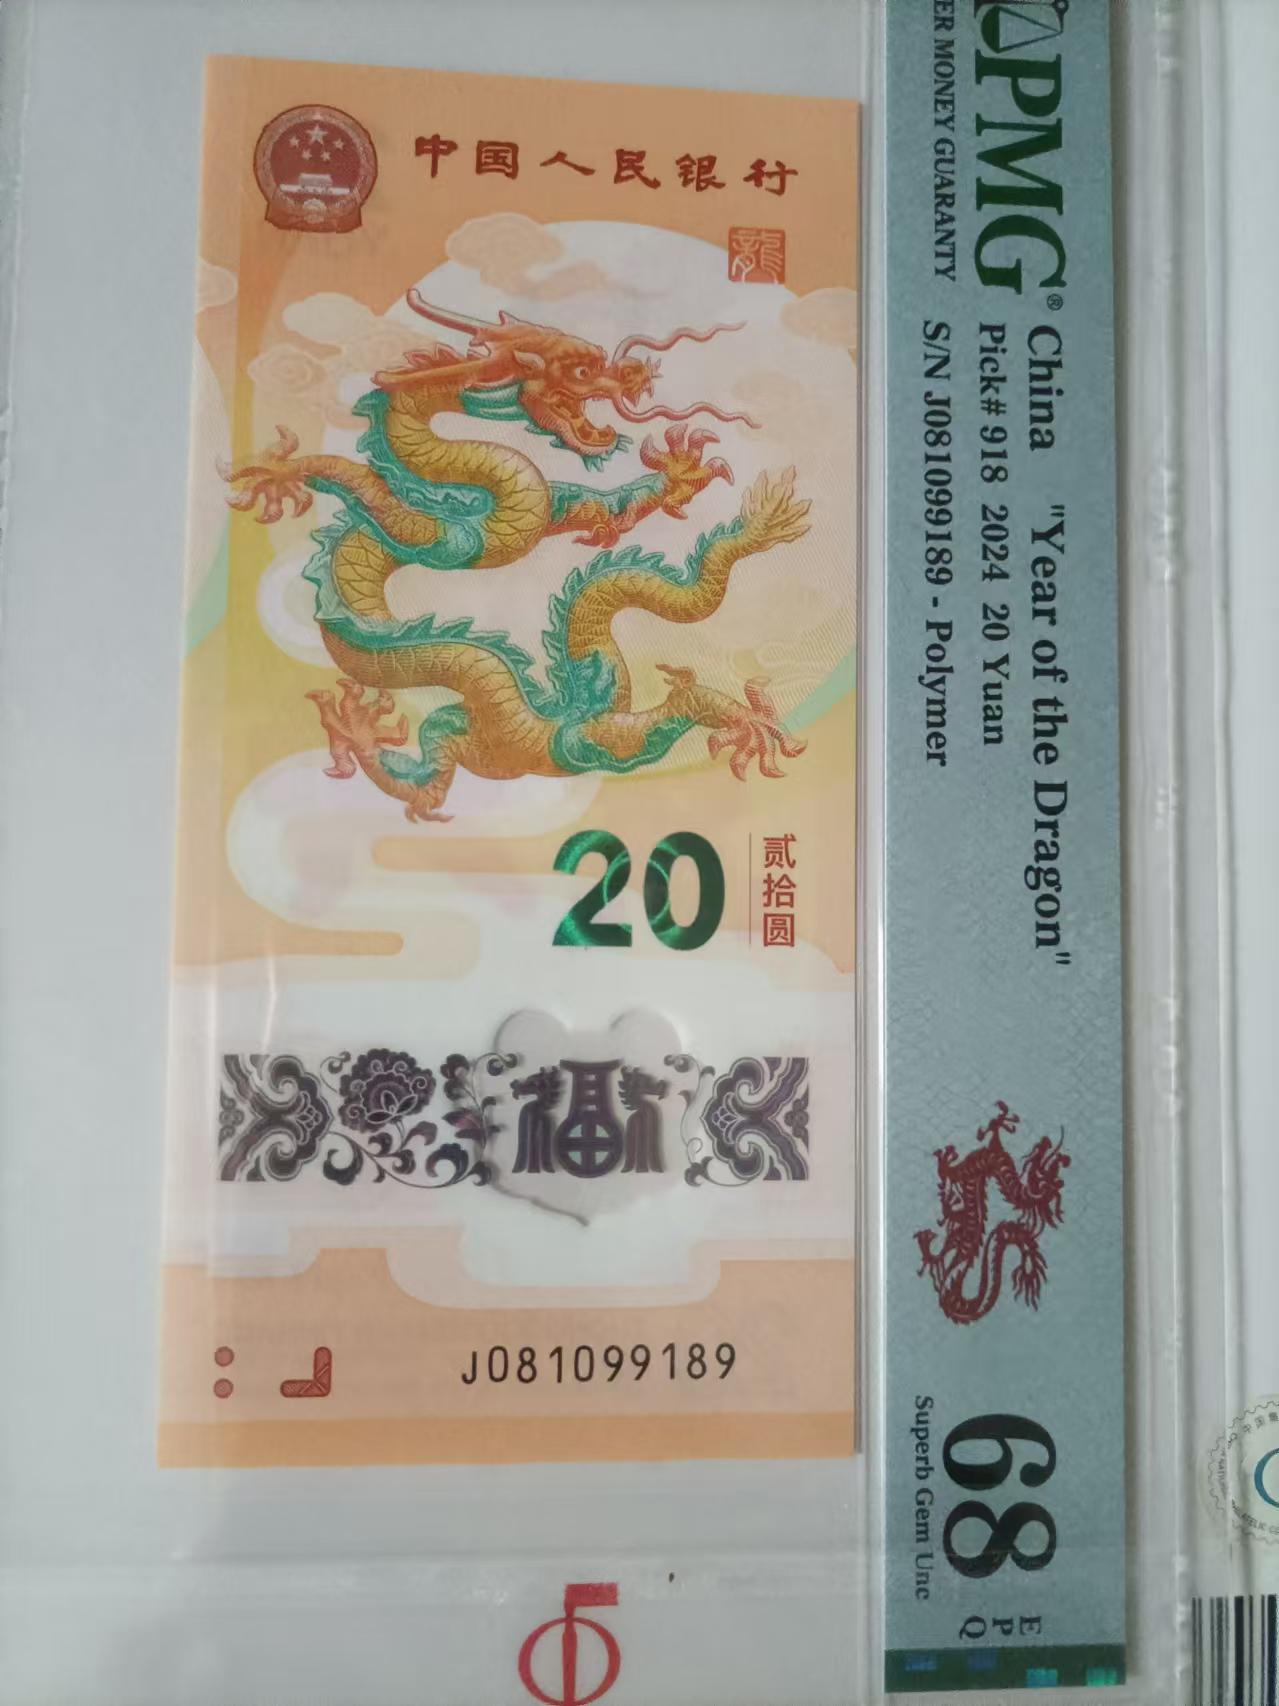 中国人民银行
龍
20
贰拾圆
福
J081099189
PMG®
ER MONEY GUARANTY
China "Year of the Dragon"
Pick# 918 2024 20 Yuan
S/N J081099189 - Polymer
68
EPQ
Superb Gem Unc